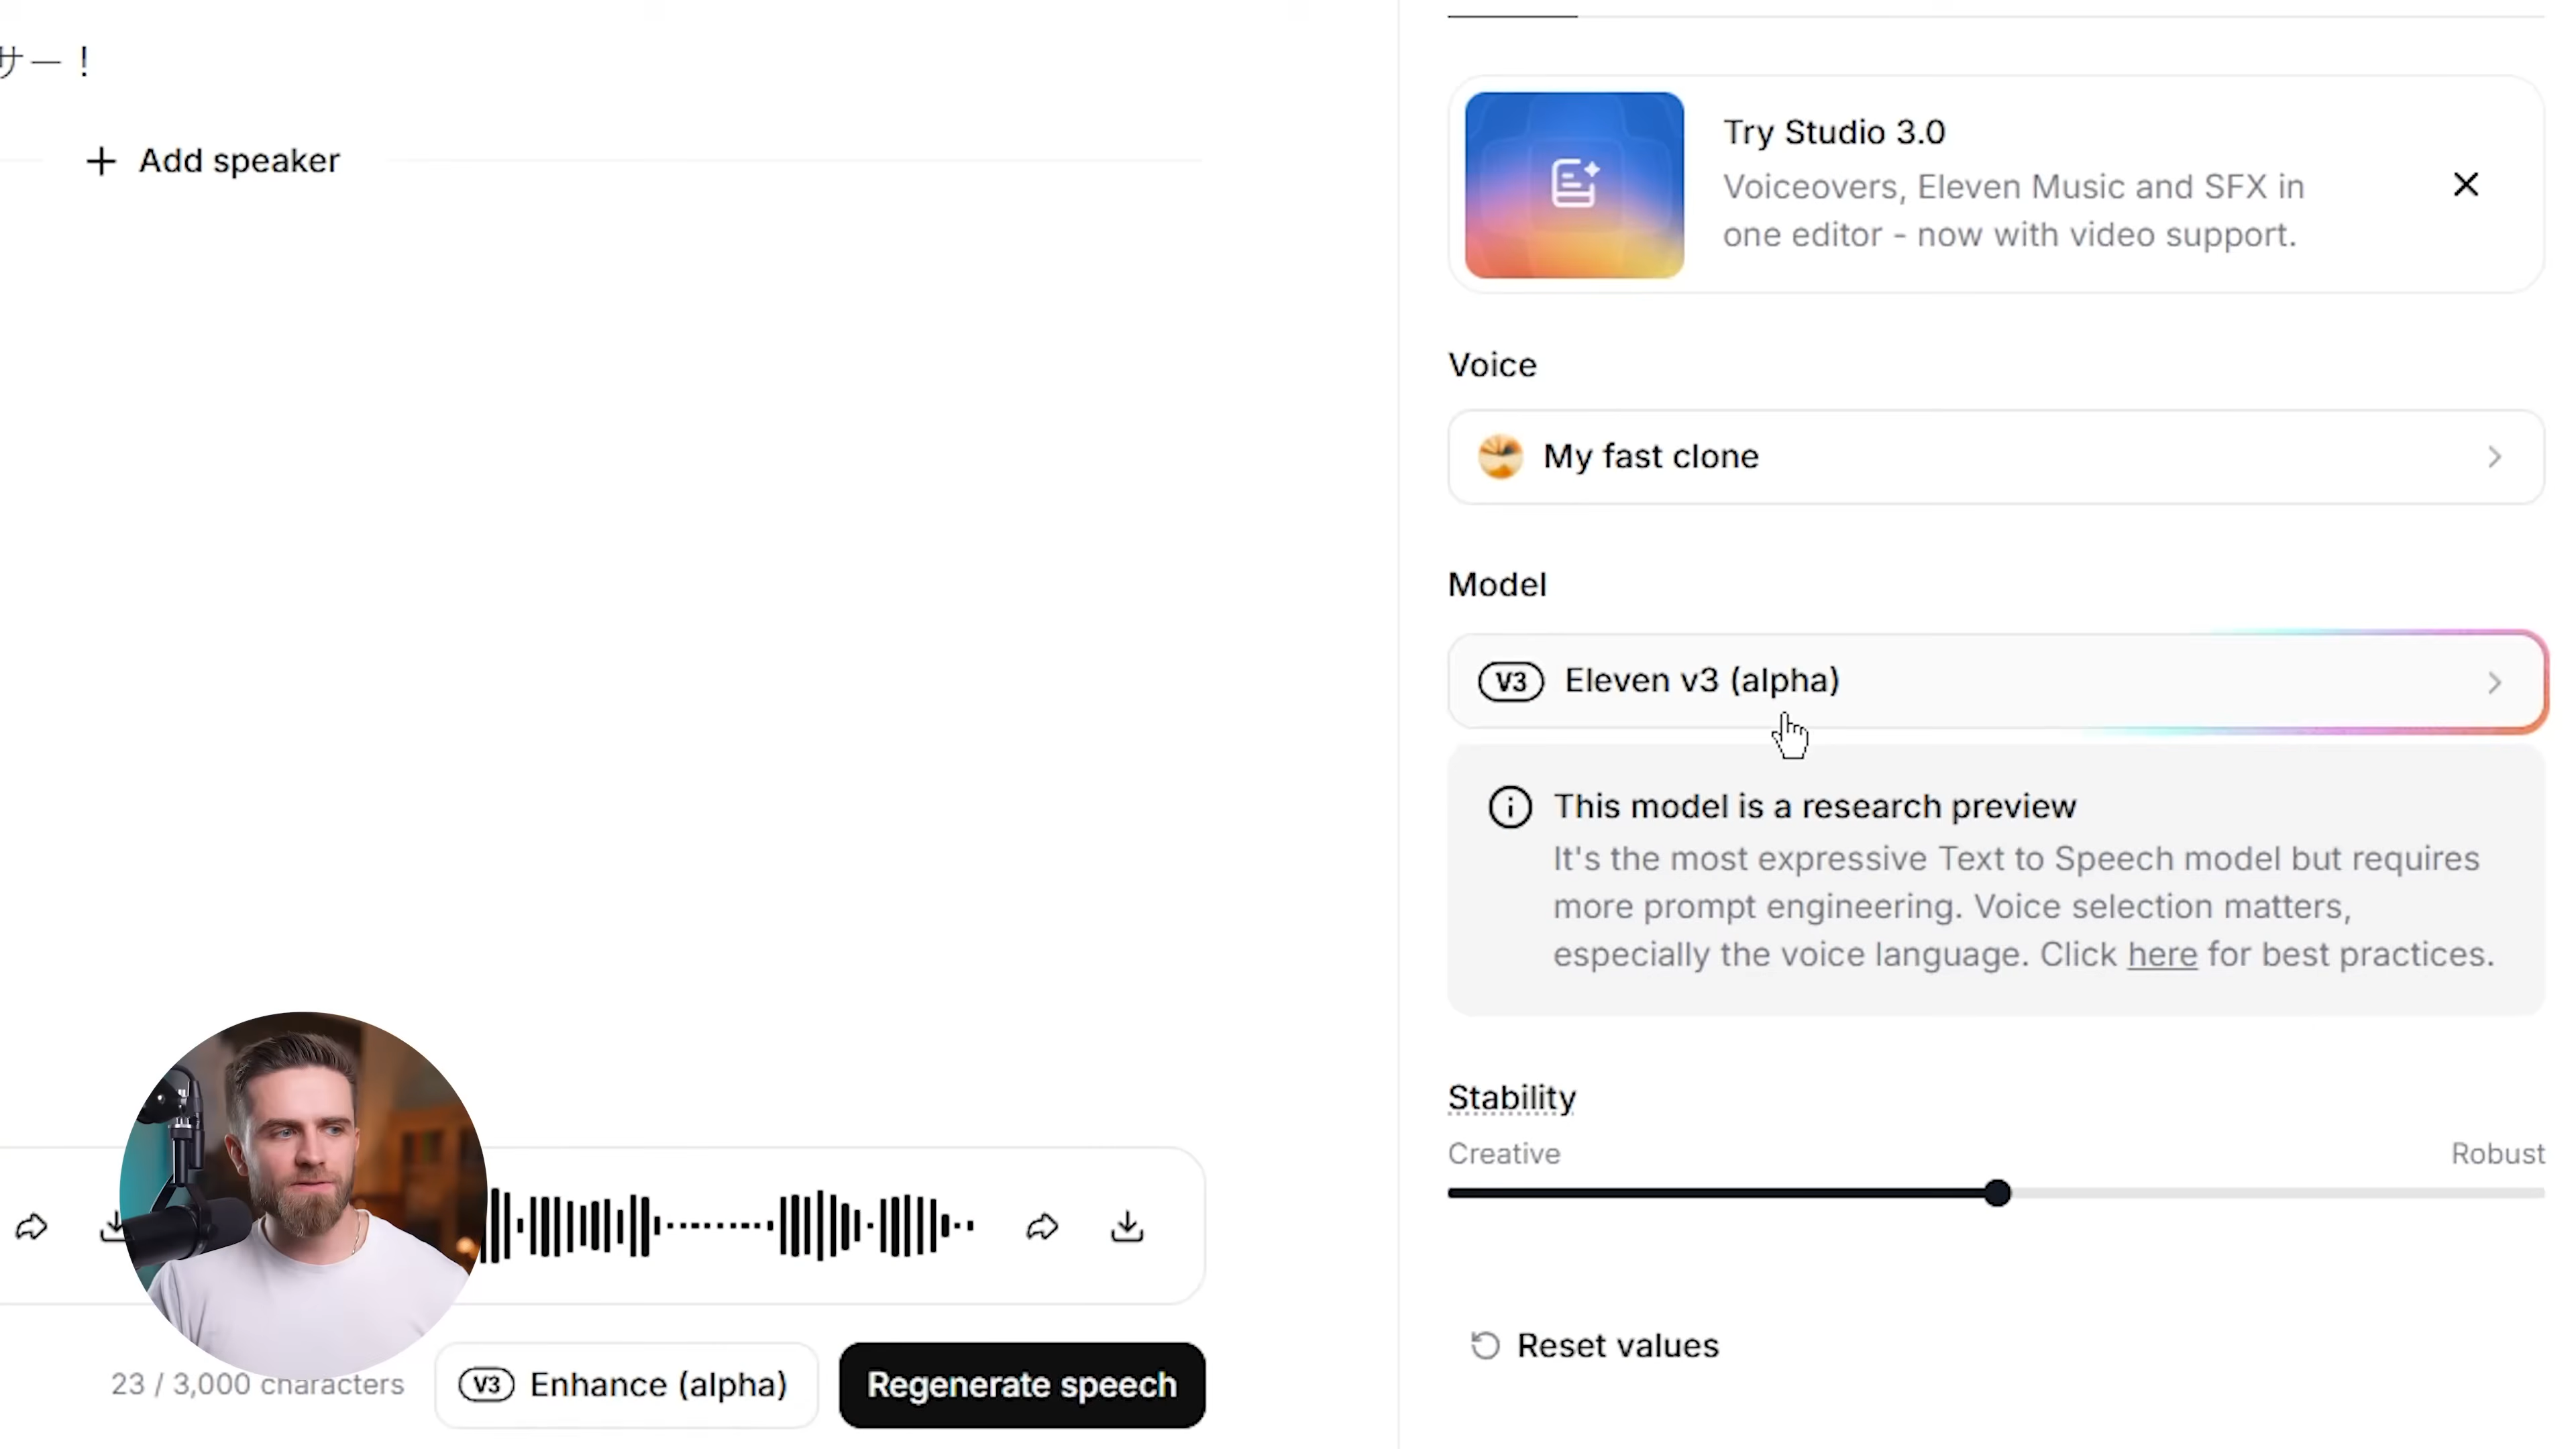 サー！
Add speaker
Try Studio 3.0
Voiceovers, Eleven Music and SFX in
one editor - now with video support.
Voice
My fast clone
Model
V3 Eleven v3 (alpha)
This model is a research preview
It's the most expressive Text to Speech model but requires
more prompt engineering. Voice selection matters,
especially the voice language. Click here for best practices.
Stability
Creative Robust
23 / 3,000 characters
V3 Enhance (alpha)
Regenerate speech
Reset values